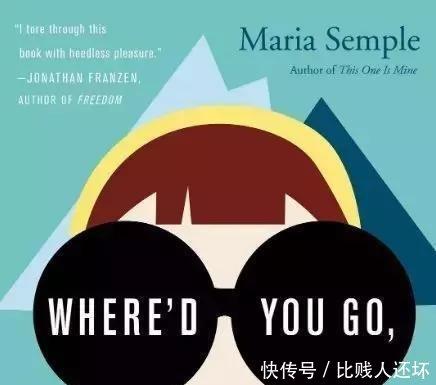 "I tore through this
book with heedless pleasure."
—JONATHAN FRANZEN,
AUTHOR OF FREEDOM
Maria Semple
Author of This One Is Mine
WHERE'D YOU GO,
快传号 / 比贱人还坏